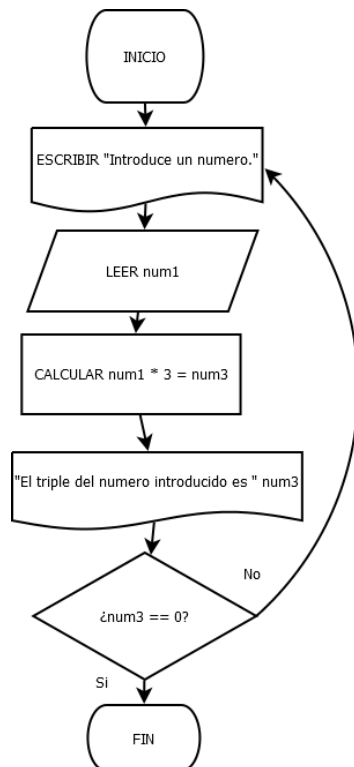 INICIO
ESCRIBIR "Introduce un numero."
LEER num1
CALCULAR num1 * 3 = num3
"El triple del numero introducido es " num3
No
¿num3 == 0?
Si
FIN